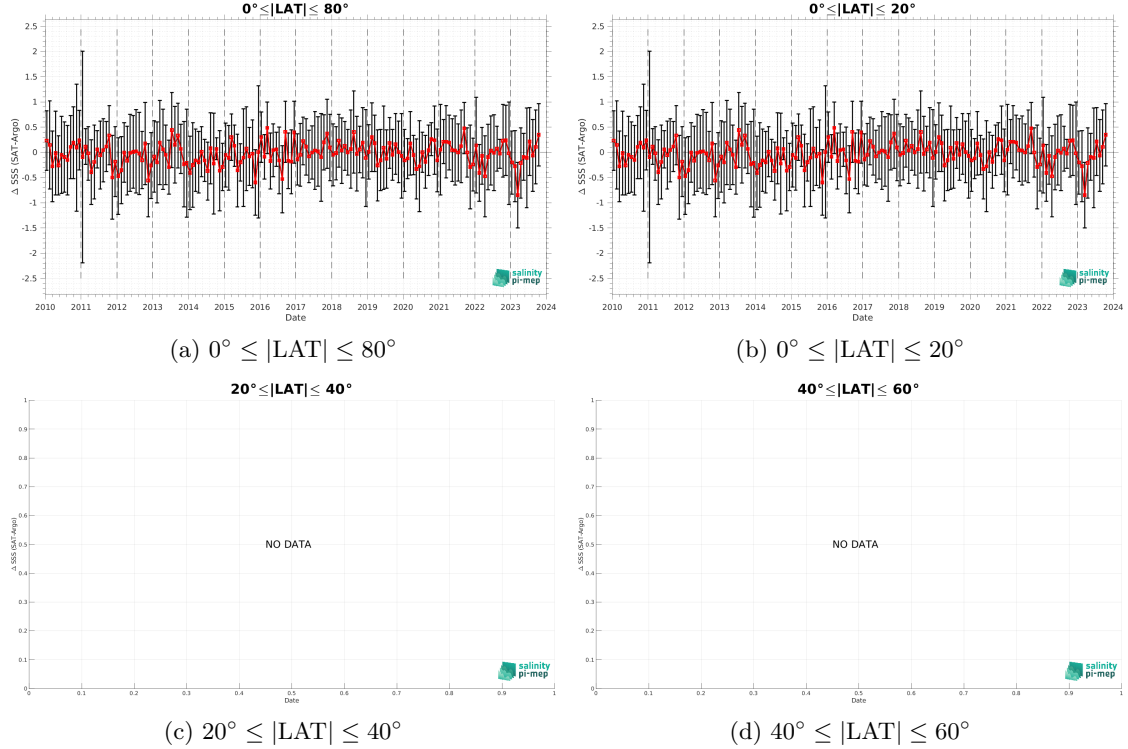 0°≤|LAT|≤ 80°
2.5
2
1.5
1
0.5
0
-0.5
-1
-1.5
-2
-2.5
Δ SSS (SAT-Argo)
2010 2011 2012 2013 2014 2015 2016 2017 2018 2019 2020 2021 2022 2023 2024
Date
salinity
pi-mep
(a) 0° ≤ |LAT| ≤ 80°
0°≤|LAT|≤ 20°
2.5
2
1.5
1
0.5
0
-0.5
-1
-1.5
-2
-2.5
Δ SSS (SAT-Argo)
2010 2011 2012 2013 2014 2015 2016 2017 2018 2019 2020 2021 2022 2023 2024
Date
salinity
pi-mep
(b) 0° ≤ |LAT| ≤ 20°
20°≤|LAT|≤ 40°
1
0.9
0.8
0.7
0.6
0.5
0.4
0.3
0.2
0.1
0
Δ SSS (SAT-Argo)
NO DATA
0 0.1 0.2 0.3 0.4 0.5 0.6 0.7 0.8 0.9 1
Date
salinity
pi-mep
(c) 20° ≤ |LAT| ≤ 40°
40°≤|LAT|≤ 60°
1
0.9
0.8
0.7
0.6
0.5
0.4
0.3
0.2
0.1
0
Δ SSS (SAT-Argo)
NO DATA
0 0.1 0.2 0.3 0.4 0.5 0.6 0.7 0.8 0.9 1
Date
salinity
pi-mep
(d) 40° ≤ |LAT| ≤ 60°